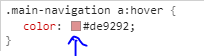 .main-navigation a:hover {
color: #de9292;
}